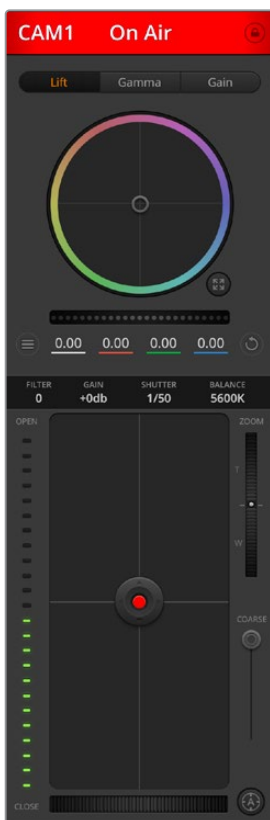 CAM1 On Air
Lift Gamma Gain
0.00 0.00 0.00 0.00
FILTER GAIN SHUTTER BALANCE
0 +0db 1/50 5600K
OPEN ZOOM
T
W
COARSE
CLOSE A